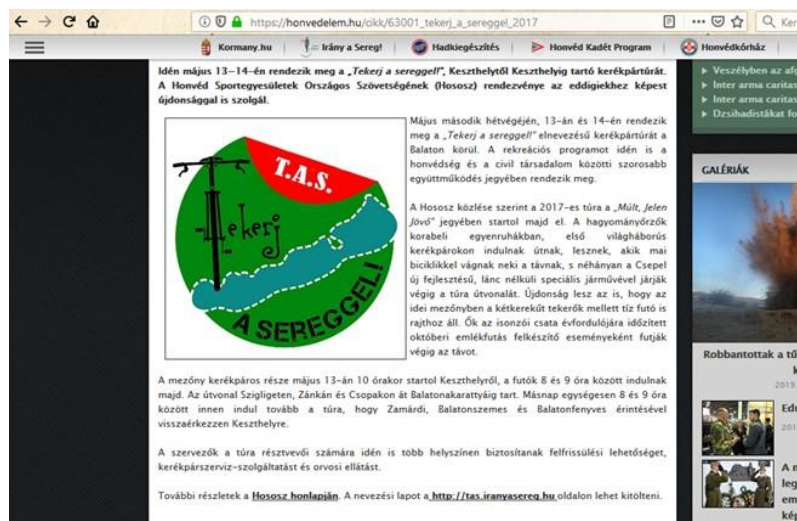 https://honvedelem.hu/cikk/63001_tekerj_a_sereggel_2017
Kormany.hu
Irány a Sereg!
Hadkiegészítés
Honvéd Kadét Program
Honvédkórház
Idén május 13–14-én rendezik meg a „Tekerj a sereggel!", Keszthelytől Keszthelyig tartó kerékpártúrát.
A Honvéd Sportegyesületek Országos Szövetségének (Hososz) rendezvénye az eddigiekhez képest
újdonsággal is szolgál.
T.A.S.
Tekerj
A SEREGGEL!
Május második hétvégéjén, 13-án és 14-én rendezik
meg a „Tekerj a sereggel!" elnevezésű kerékpártúrát a
Balaton körül. A rekreációs programot idén is a
honvédség és a civil társadalom közötti szorosabb
együttműködés jegyében rendezik meg.
A Hososz közlése szerint a 2017-es túra a „Múlt, Jelen
Jövő" jegyében startol majd el. A hagyományőrzők
korabeli egyenruhákban, első világháborús
kerékpárokon indulnak útnak, lesznek, akik mai
biciklikkel vágnak neki a távnak, s néhányan a Csepel
új fejlesztésű, lánc nélküli speciális járművével járják
végig a túra útvonalát. Újdonság lesz az is, hogy az
idei mezőnyben a kétkerekűt tekerők mellett tíz futó is
rajthoz áll. Ők az isonzói csata évfordulójára időzített
októberi emlékfutás felkészítő eseményeként futják
végig az távot.
A mezőny kerékpáros része május 13-án 10 órakor startol Keszthelyről, a futók 8 és 9 óra között indulnak
majd. Az útvonal Szigligeten, Zánkán és Csopakon át Balatonakarattyáig tart. Másnap egységesen 8 és 9 óra
között innen indul tovább a túra, hogy Zamárdi, Balatonszemes és Balatonfenyves érintésével
visszaérkezzen Keszthelyre.
A szervezők a túra résztvevői számára idén is több helyszínen biztosítanak felfrissülési lehetőséget,
kerékpárszerviz-szolgáltatást és orvosi ellátást.
További részletek a Hososz honlapján. A nevezési lapot a http://tas.iranyasereg.hu oldalon lehet kitölteni.
Veszélyben az af
Inter arma caritas
Inter arma caritas
Dzsihadistákat fo
GALÉRIÁK
Robbantottak a tű
2019
Edu
201
A n
leg
em
kép